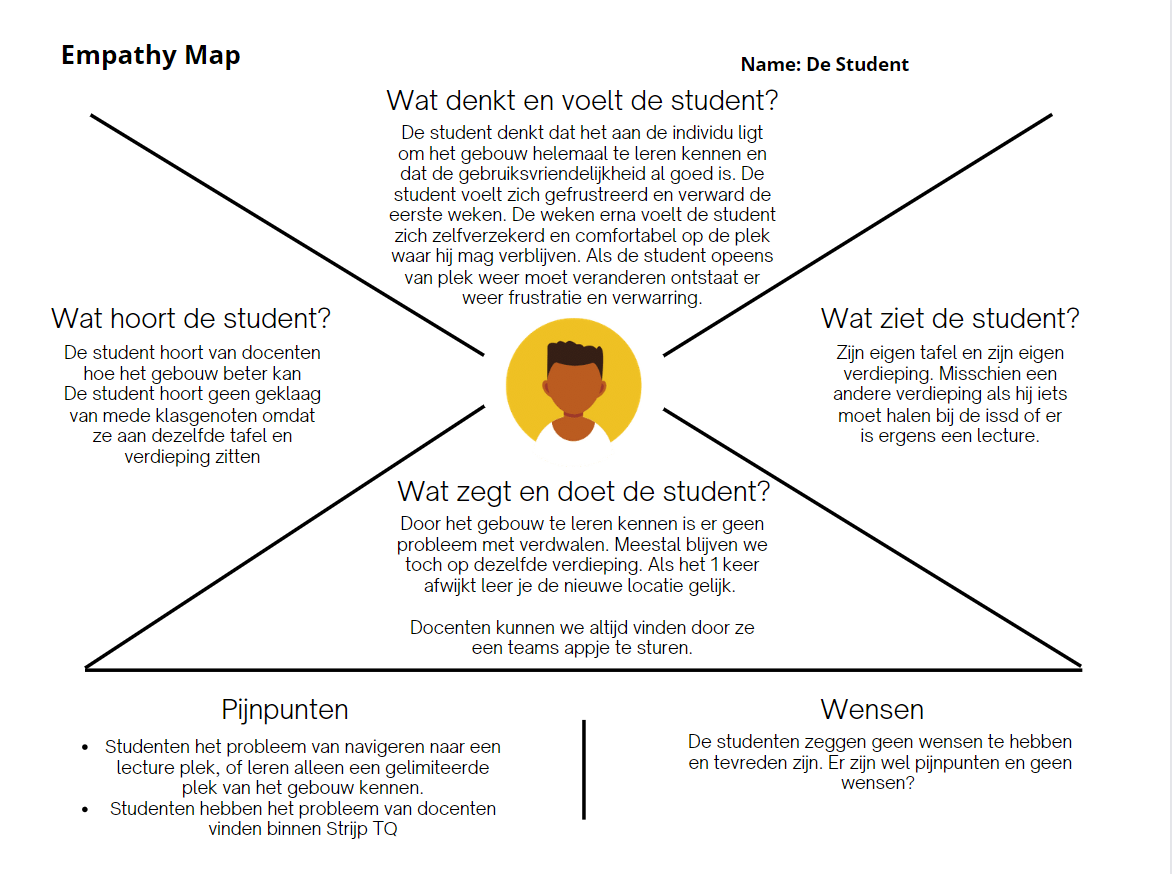 Empathy Map
Name: De Student
Wat denkt en voelt de student?
De student denkt dat het aan de individu ligt
om het gebouw helemaal te leren kennen en
dat de gebruiksvriendelijkheid al goed is. De
student voelt zich gefrustreerd en verward de
eerste weken. De weken erna voelt de student
zich zelfverzekerd en comfortabel op de plek
waar hij mag verblijven. Als de student opeens
van plek weer moet veranderen ontstaat er
weer frustratie en verwarring.
Wat hoort de student?
De student hoort van docenten
hoe het gebouw beter kan
De student hoort geen geklaag
van mede klasgenoten omdat
ze aan dezelfde tafel en
verdieping zitten
Wat ziet de student?
Zijn eigen tafel en zijn eigen
verdieping. Misschien een
andere verdieping als hij iets
moet halen bij de issd of er
is ergens een lecture.
Wat zegt en doet de student?
Door het gebouw te leren kennen is er geen
probleem met verdwalen. Meestal blijven we
toch op dezelfde verdieping. Als het 1 keer
afwijkt leer je de nieuwe locatie gelijk.
Docenten kunnen we altijd vinden door ze
een teams appje te sturen.
Pijnpunten
• Studenten het probleem van navigeren naar een
lecture plek, of leren alleen een gelimiteerde
plek van het gebouw kennen.
• Studenten hebben het probleem van docenten
vinden binnen Strijp TQ
Wensen
De studenten zeggen geen wensen te hebben
en tevreden zijn. Er zijn wel pijnpunten en geen
wensen?